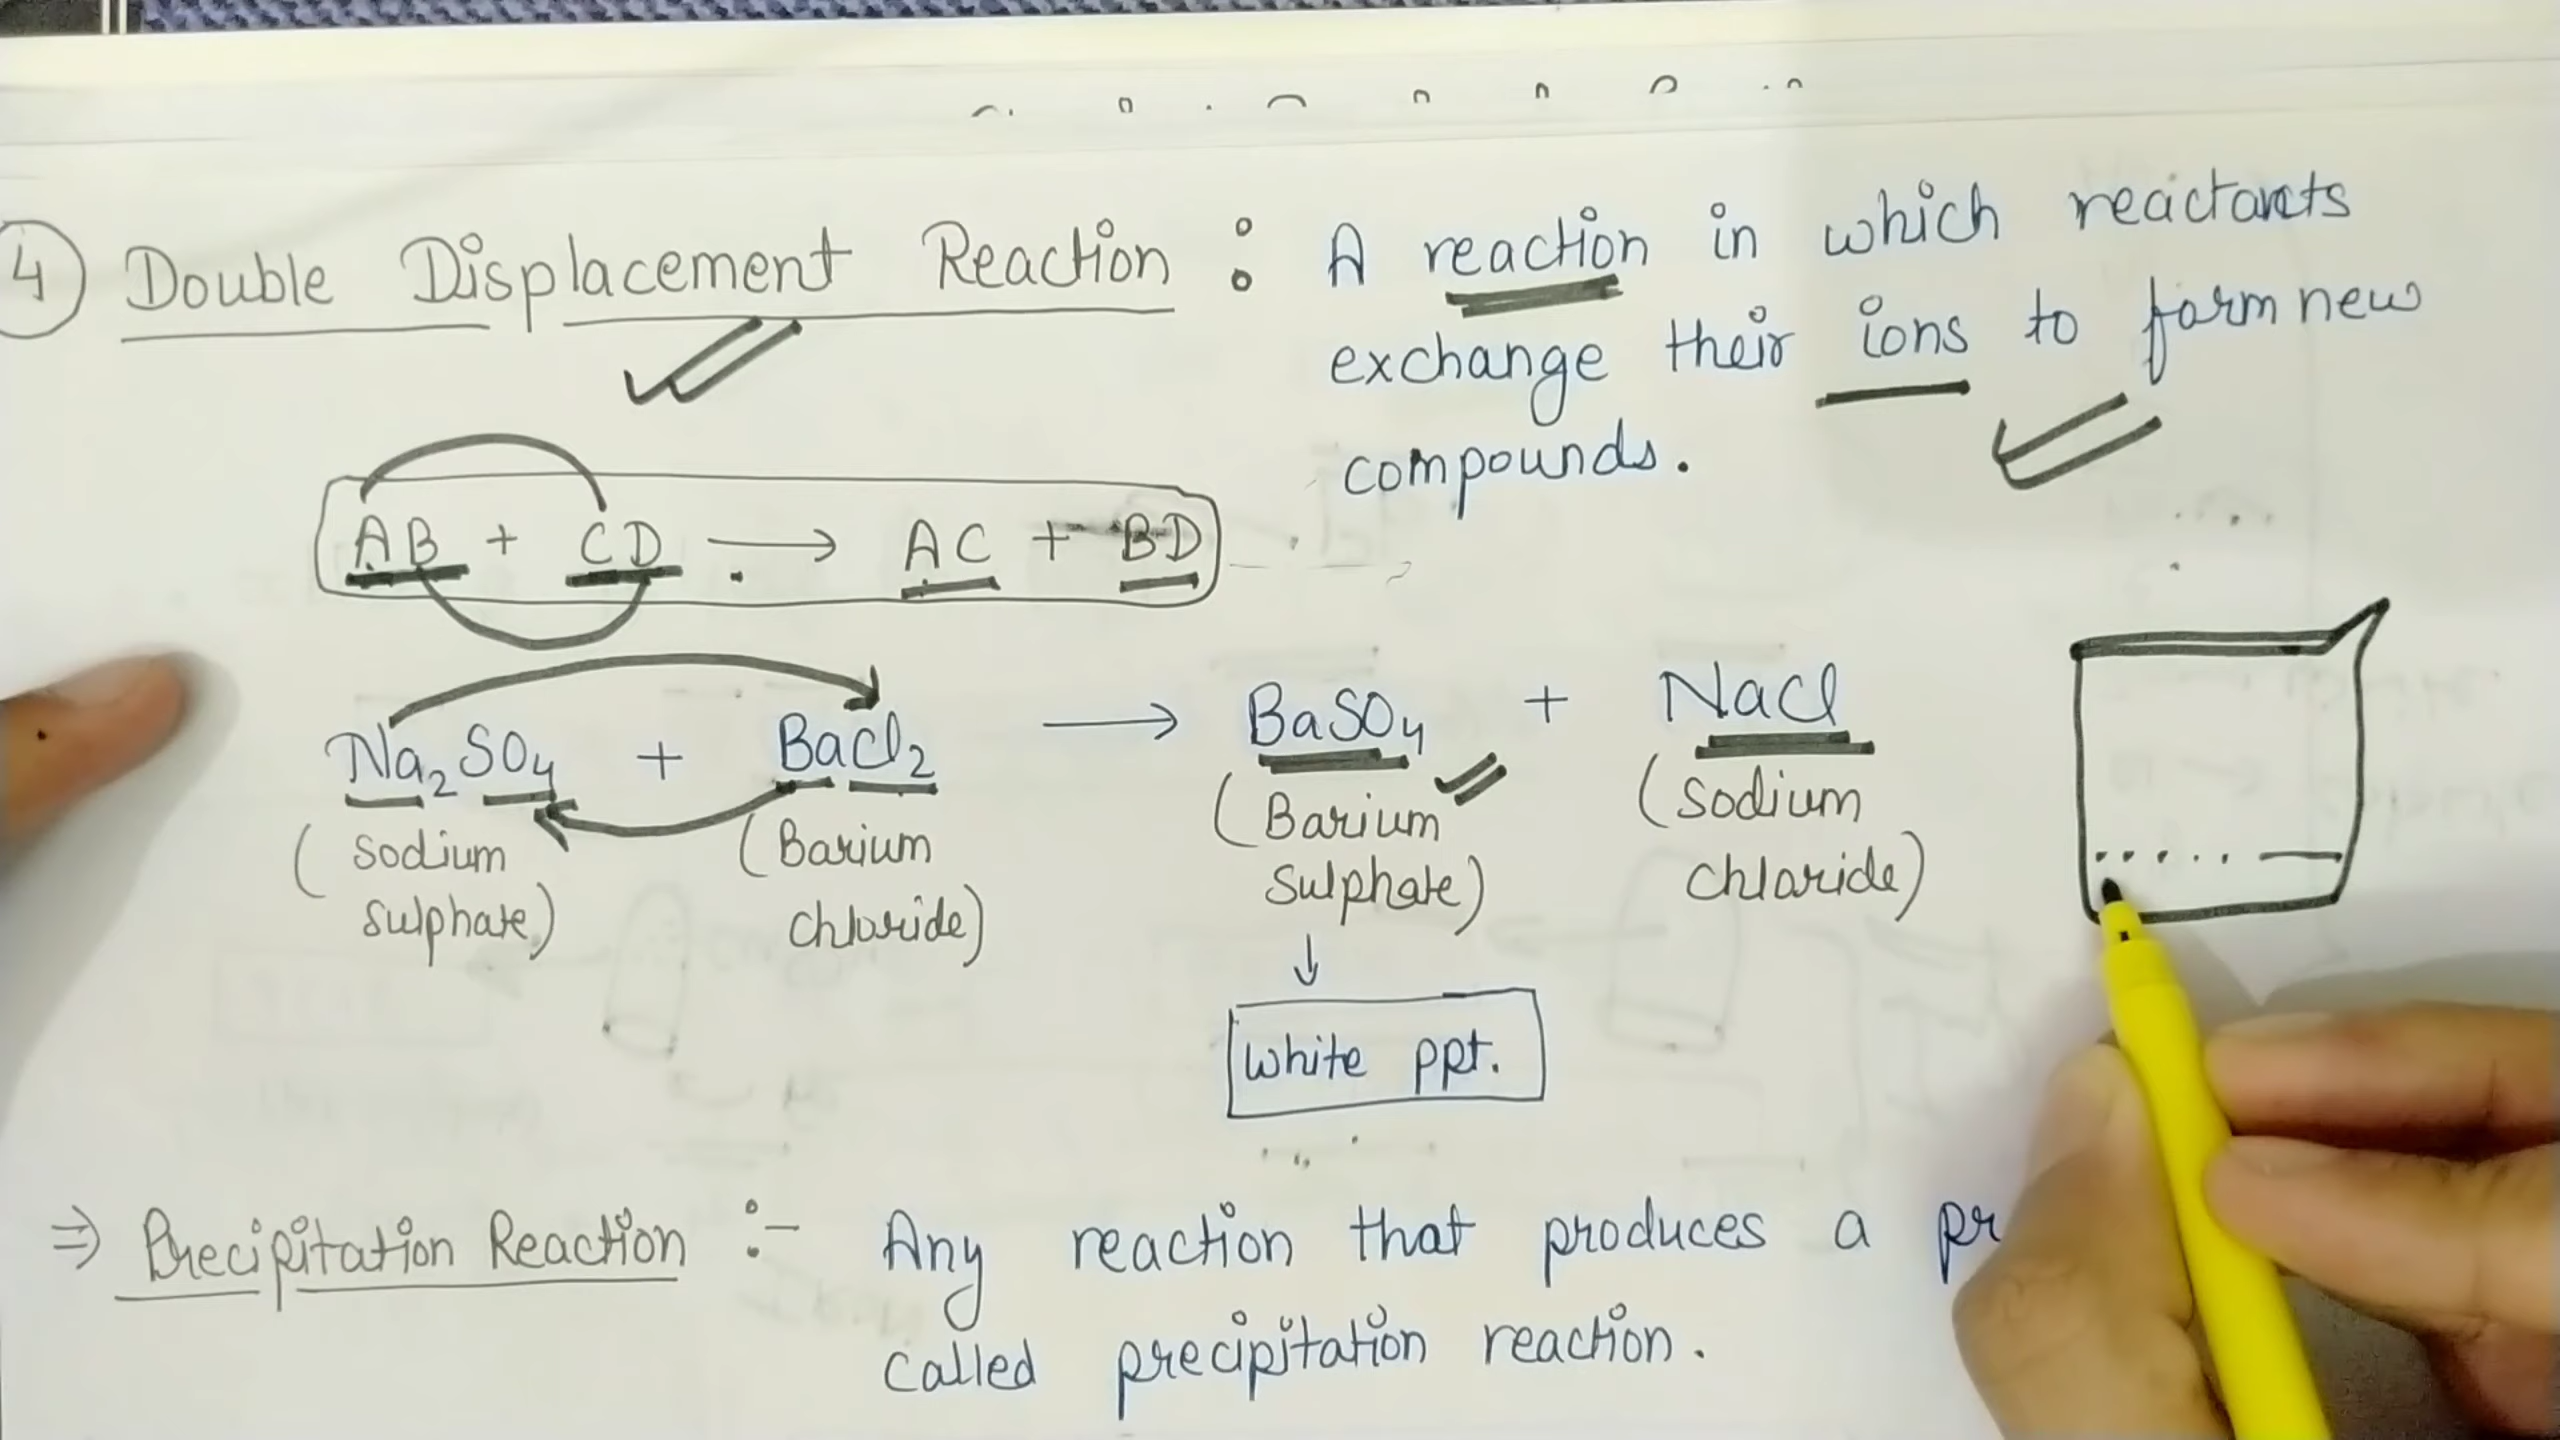 4 Double Displacement Reaction : A reaction in which reactants
exchange their ions to form new
compounds.
AB + CD → AC + BD
Na₂SO₄ + BaCl₂ → BaSO₄ + NaCl
(Sodium sulphate) (Barium chloride) (Barium sulphate) (Sodium chloride)
↓
white ppt.
⇒ Precipitation Reaction :- Any reaction that produces a
called precipitation reaction.